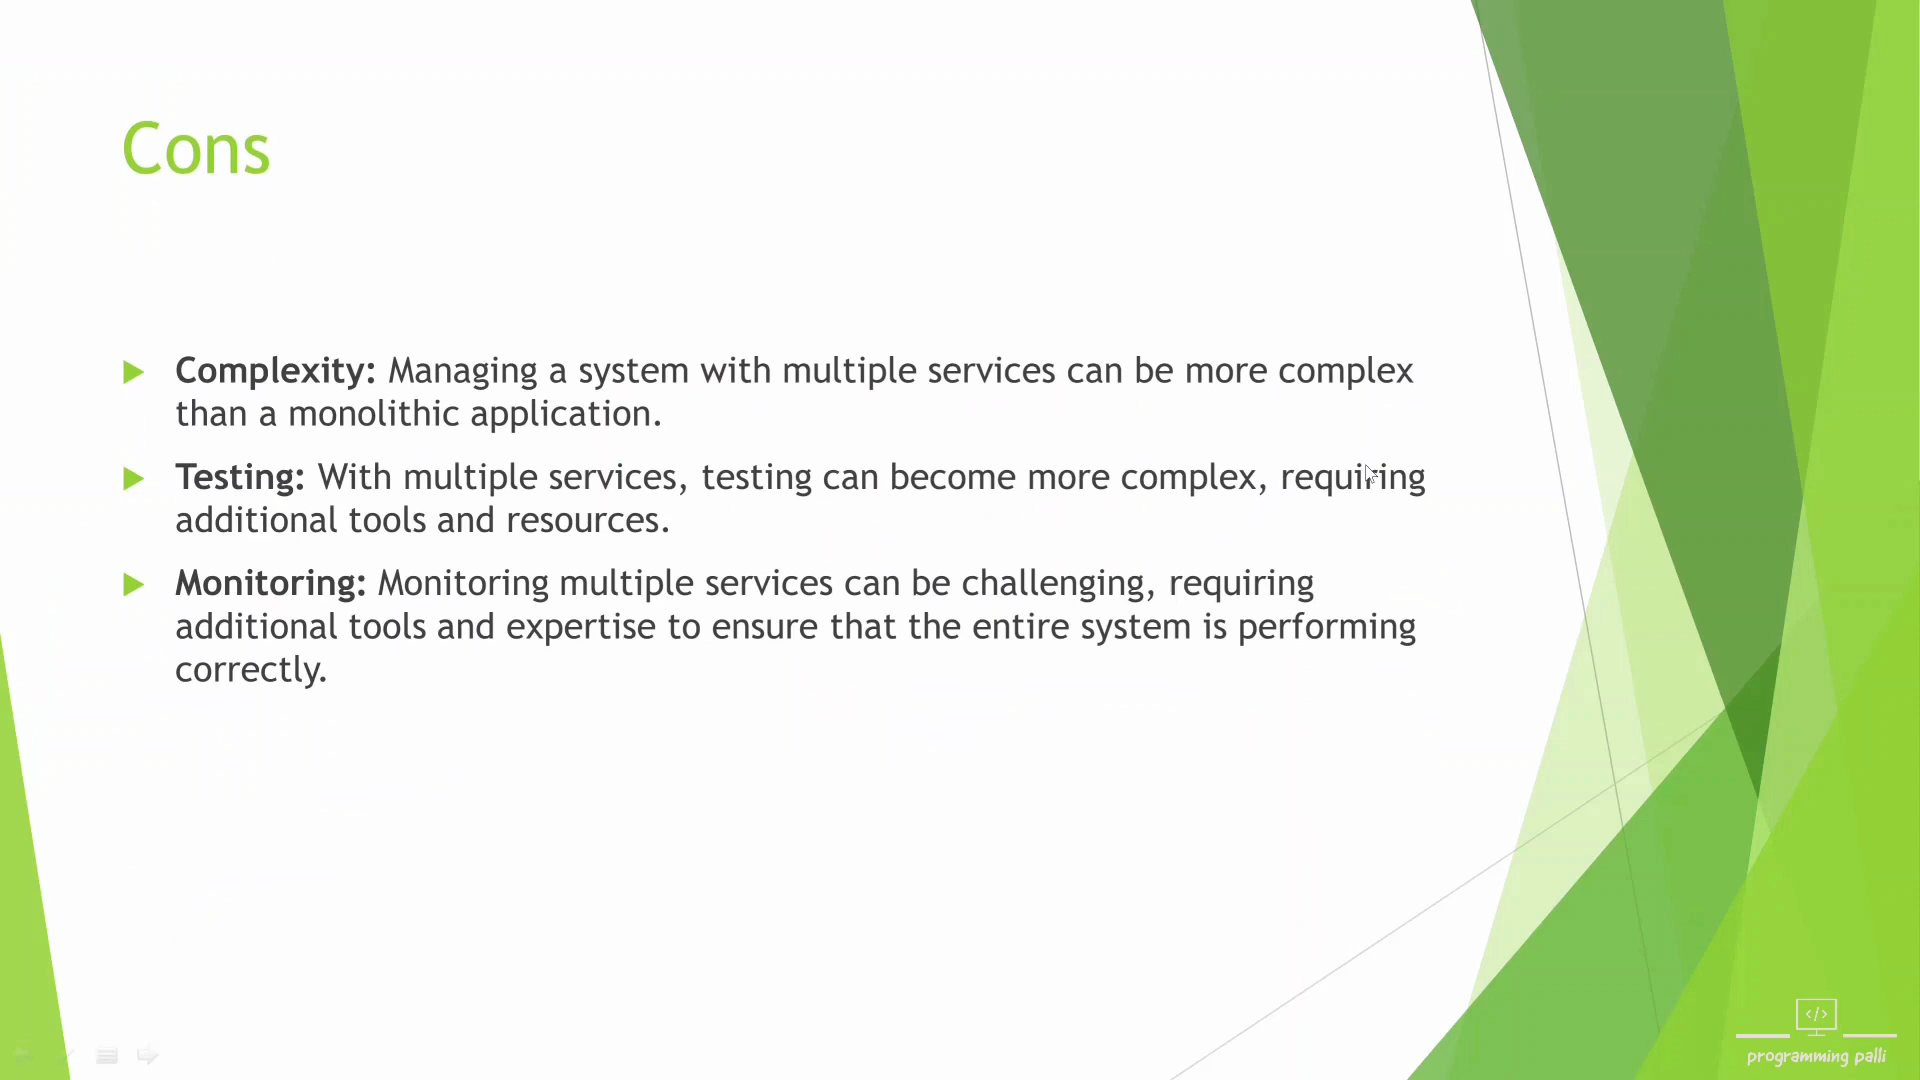 Cons
Complexity: Managing a system with multiple services can be more complex
than a monolithic application.
Testing: With multiple services, testing can become more complex, requiring
additional tools and resources.
Monitoring: Monitoring multiple services can be challenging, requiring
additional tools and expertise to ensure that the entire system is performing
correctly.
</>
programming palli